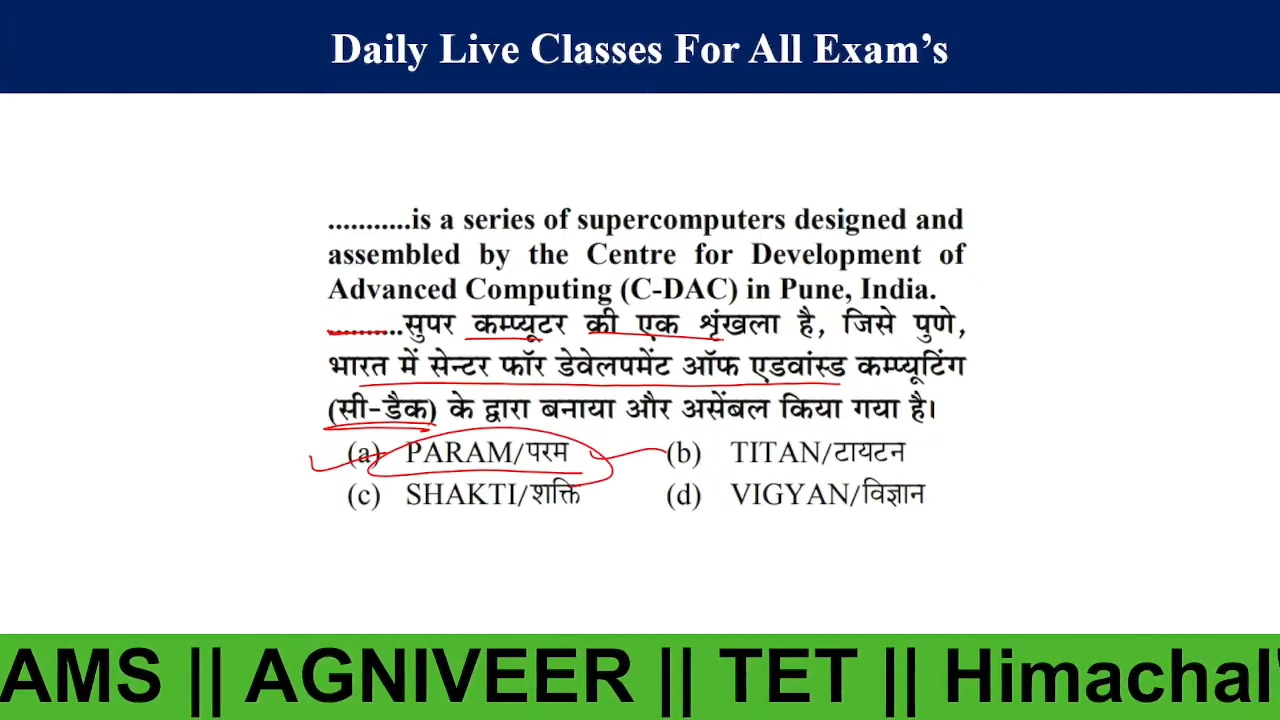 Daily Live Classes For All Exam’s
...........is a series of supercomputers designed and
assembled by the Centre for Development of
Advanced Computing (C-DAC) in Pune, India.
...........सुपर कम्प्यूटर की एक शृंखला है, जिसे पुणे,
भारत में सेन्टर फॉर डेवेलपमेंट ऑफ एडवांस्ड कम्प्यूटिंग
(सी-डैक) के द्वारा बनाया और असेंबल किया गया है।
(a) PARAM/परम (b) TITAN/टायटन
(c) SHAKTI/शक्ति (d) VIGYAN/विज्ञान
AMS || AGNIVEER || TET || Himachal'